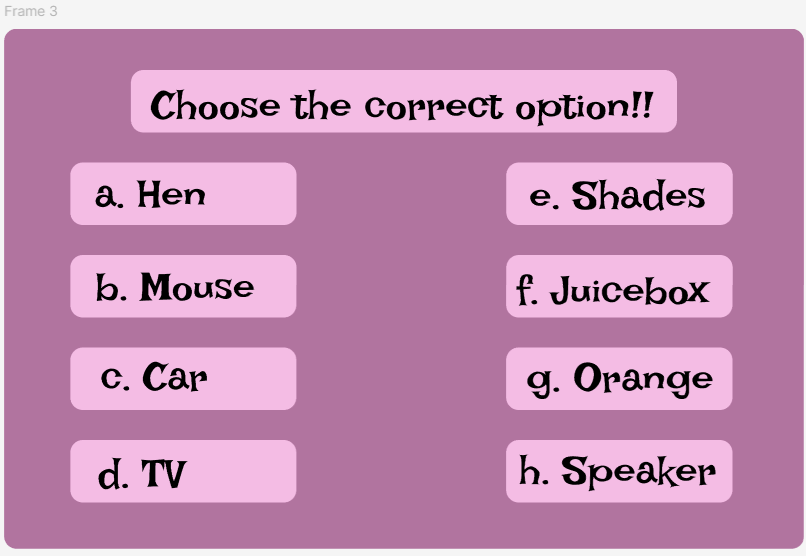 Frame 3
Choose the correct option!!
a. Hen
b. Mouse
c. Car
d. TV
e. Shades
f. Juicebox
g. Orange
h. Speaker